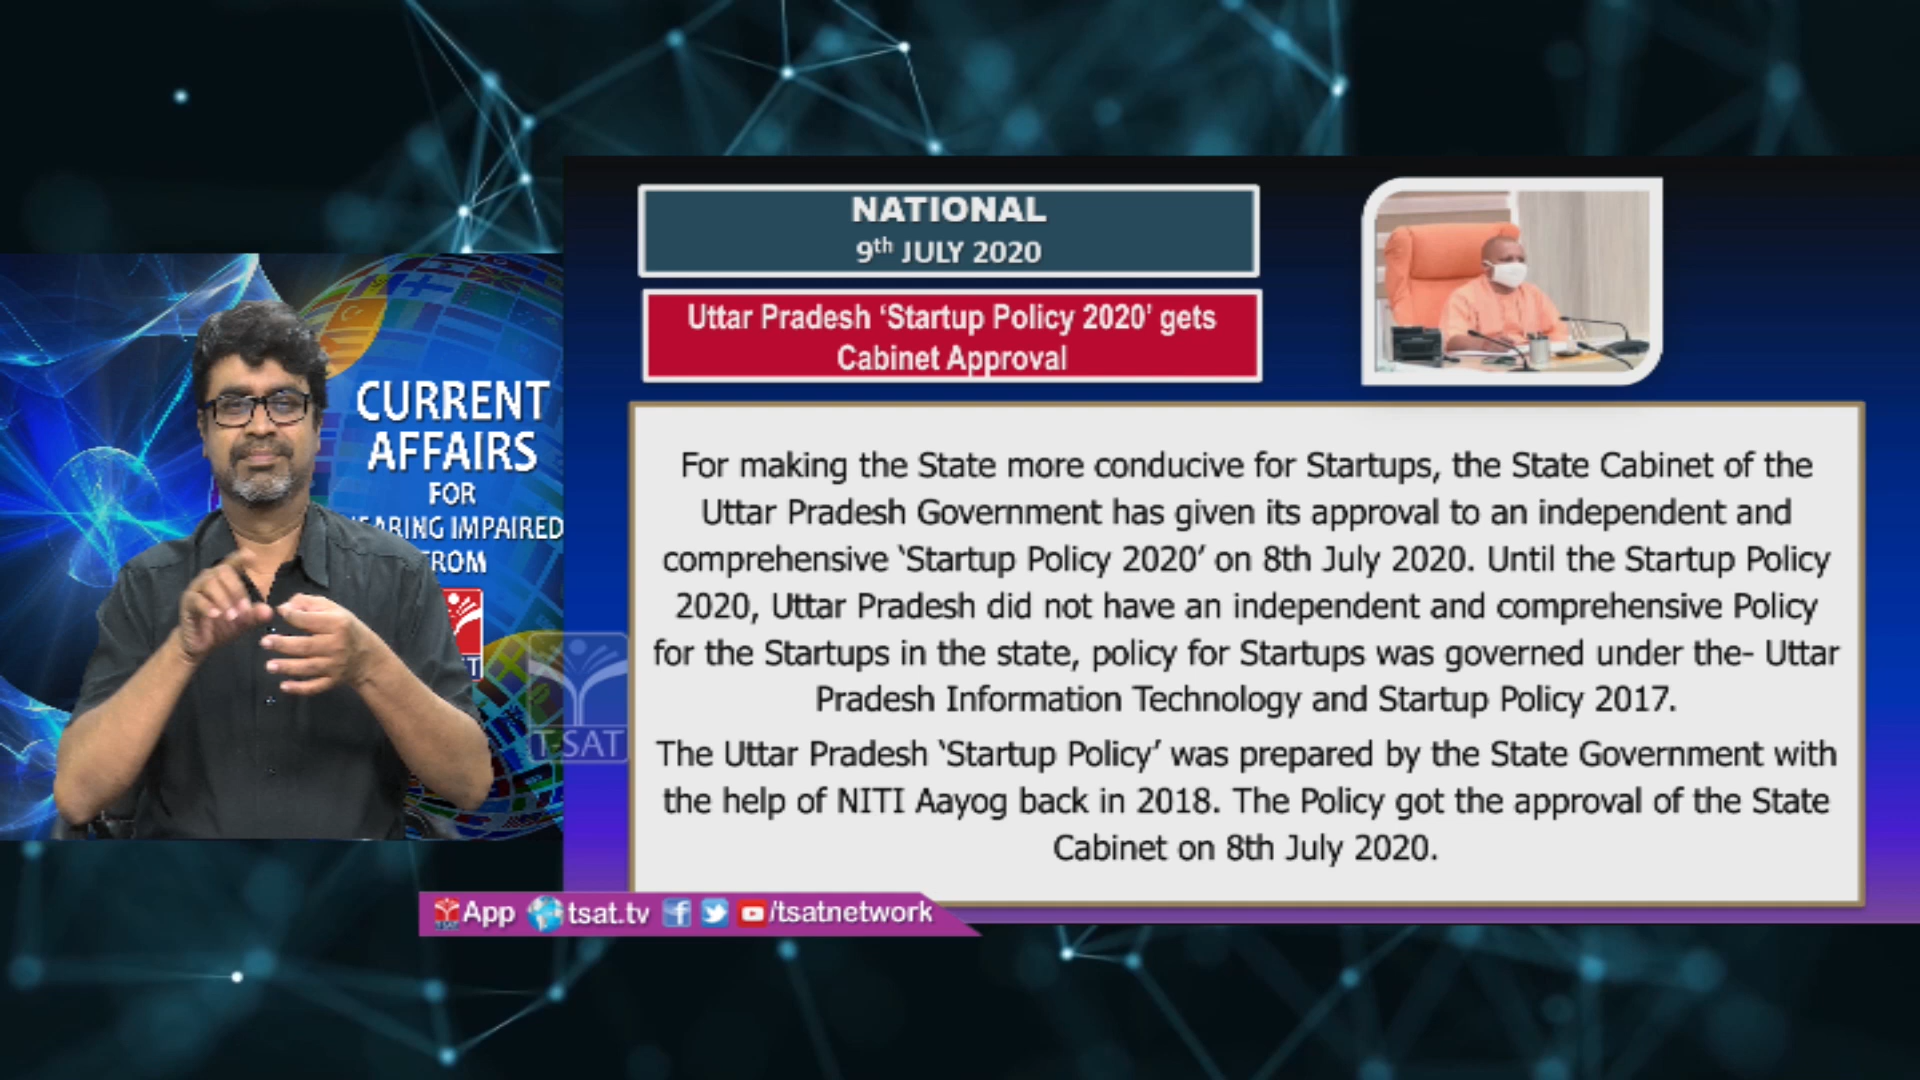 NATIONAL
9th JULY 2020
Uttar Pradesh ‘Startup Policy 2020’ gets
Cabinet Approval
CURRENT
AFFAIRS
FOR
EARING IMPAIRED
FROM
For making the State more conducive for Startups, the State Cabinet of the
Uttar Pradesh Government has given its approval to an independent and
comprehensive ‘Startup Policy 2020’ on 8th July 2020. Until the Startup Policy
2020, Uttar Pradesh did not have an independent and comprehensive Policy
for the Startups in the state, policy for Startups was governed under the- Uttar
Pradesh Information Technology and Startup Policy 2017.
The Uttar Pradesh ‘Startup Policy’ was prepared by the State Government with
the help of NITI Aayog back in 2018. The Policy got the approval of the State
Cabinet on 8th July 2020.
T-SAT
App tsat.tv /tsatnetwork